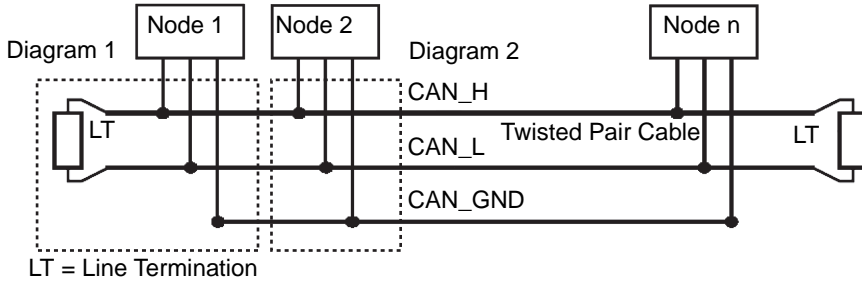 Node 1
Node 2
Node n
Diagram 1
Diagram 2
CAN_H
LT
Twisted Pair Cable
LT
CAN_L
CAN_GND
LT = Line Termination